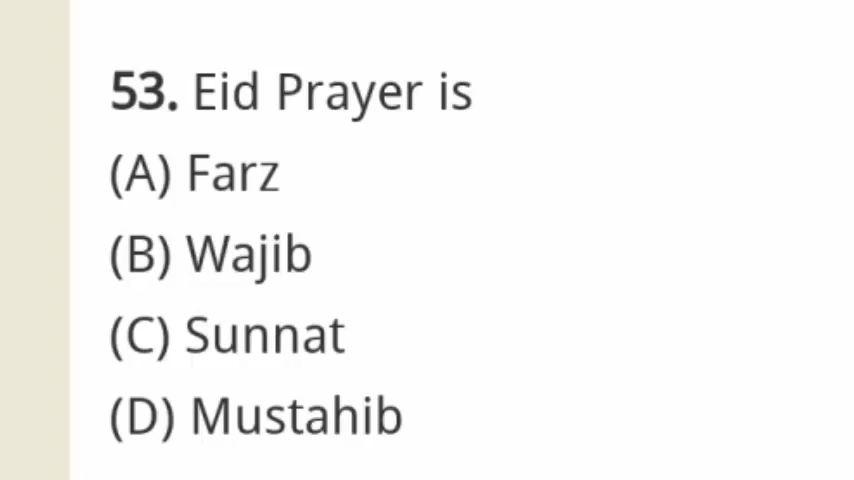 53. Eid Prayer is
(A) Farz
(B) Wajib
(C) Sunnat
(D) Mustahib